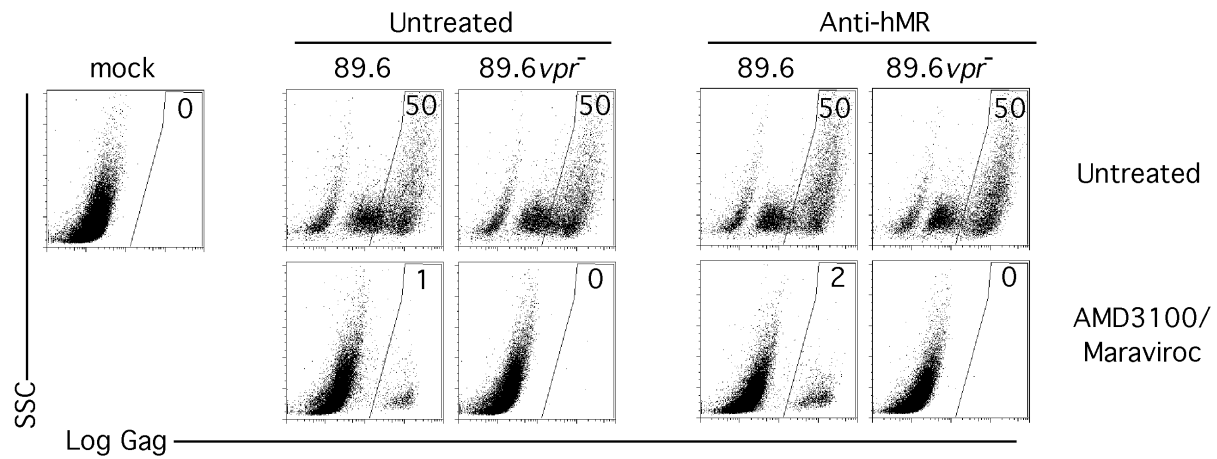 Untreated
Anti-hMR
mock
89.6
89.6vpr-
89.6
89.6vpr-
0
50
50
50
50
Untreated
1
0
2
0
AMD3100/
Maraviroc
SSC
Log Gag